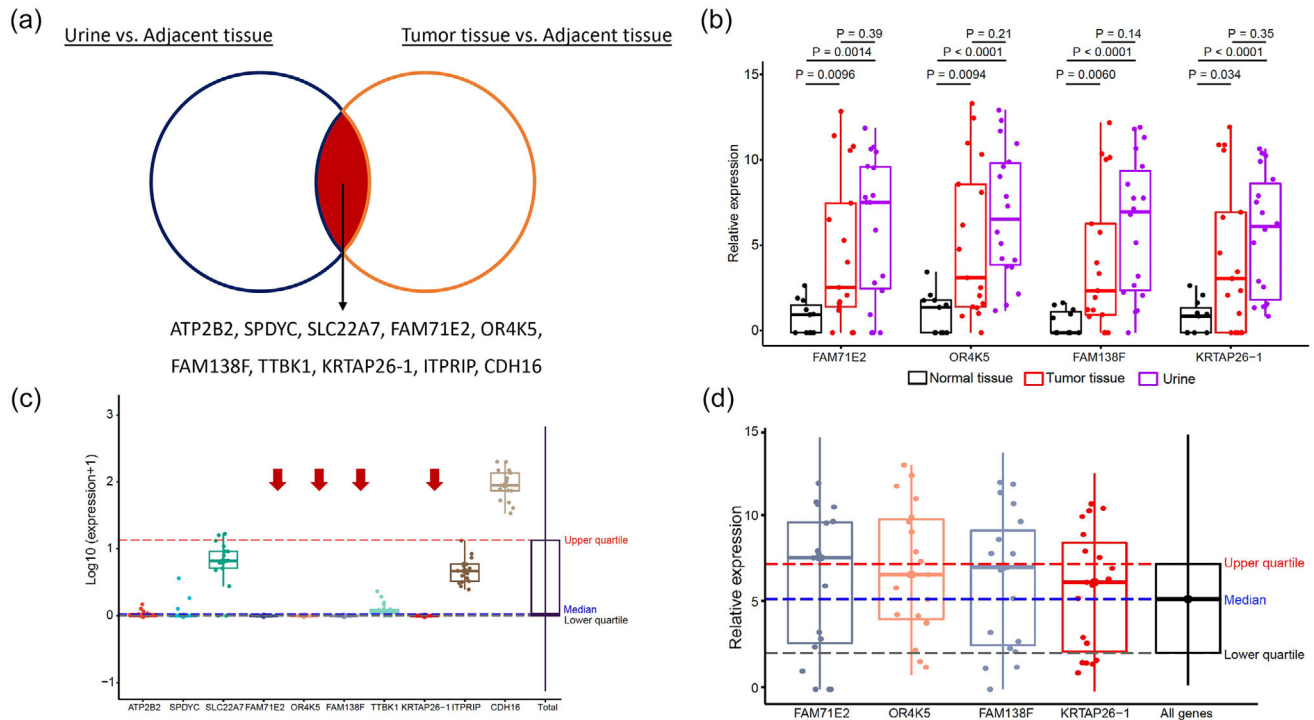 (a)
Urine vs. Adjacent tissue
Tumor tissue vs. Adjacent tissue
ATP2B2, SPDYC, SLC22A7, FAM71E2, OR4K5,
FAM138F, TTBK1, KRTAP26-1, ITPRIP, CDH16
(b)
P = 0.39
P = 0.0014
P = 0.0096
P = 0.21
P < 0.0001
P = 0.0094
P = 0.14
P < 0.0001
P = 0.0060
P = 0.35
P < 0.0001
P = 0.034
Relative expression
15
10
5
0
FAM71E2
OR4K5
FAM138F
KRTAP26-1
Normal tissue
Tumor tissue
Urine
(c)
Log10 (expression+1)
3
2
1
0
−1
Upper quartile
Median
Lower quartile
ATP2B2
SPDYC
SLC22A7
FAM71E2
OR4K5
FAM138F
TTBK1
KRTAP26-1
ITPRIP
CDH16
Total
(d)
Relative expression
15
10
5
0
Upper quartile
Median
Lower quartile
FAM71E2
OR4K5
FAM138F
KRTAP26-1
All genes